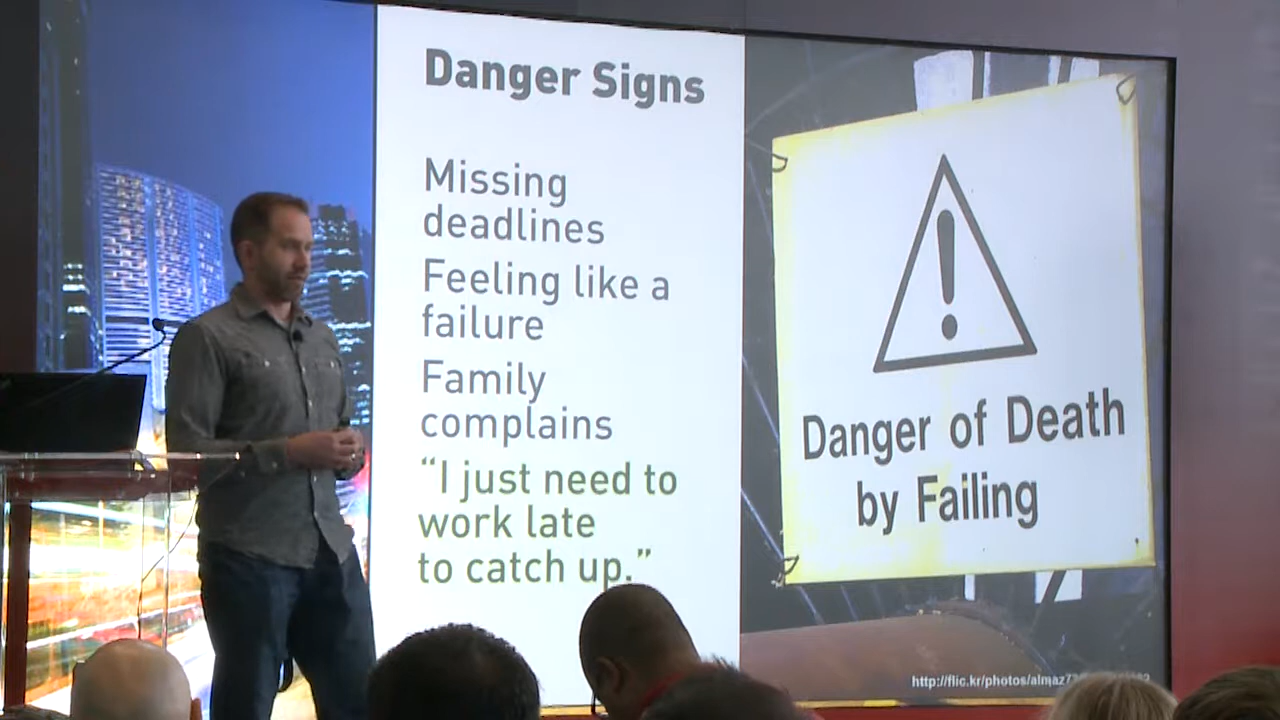 Danger Signs
Missing
deadlines
Feeling like a
failure
Family
complains
“I just need to
work late
to catch up.”
Danger of Death
by Failing